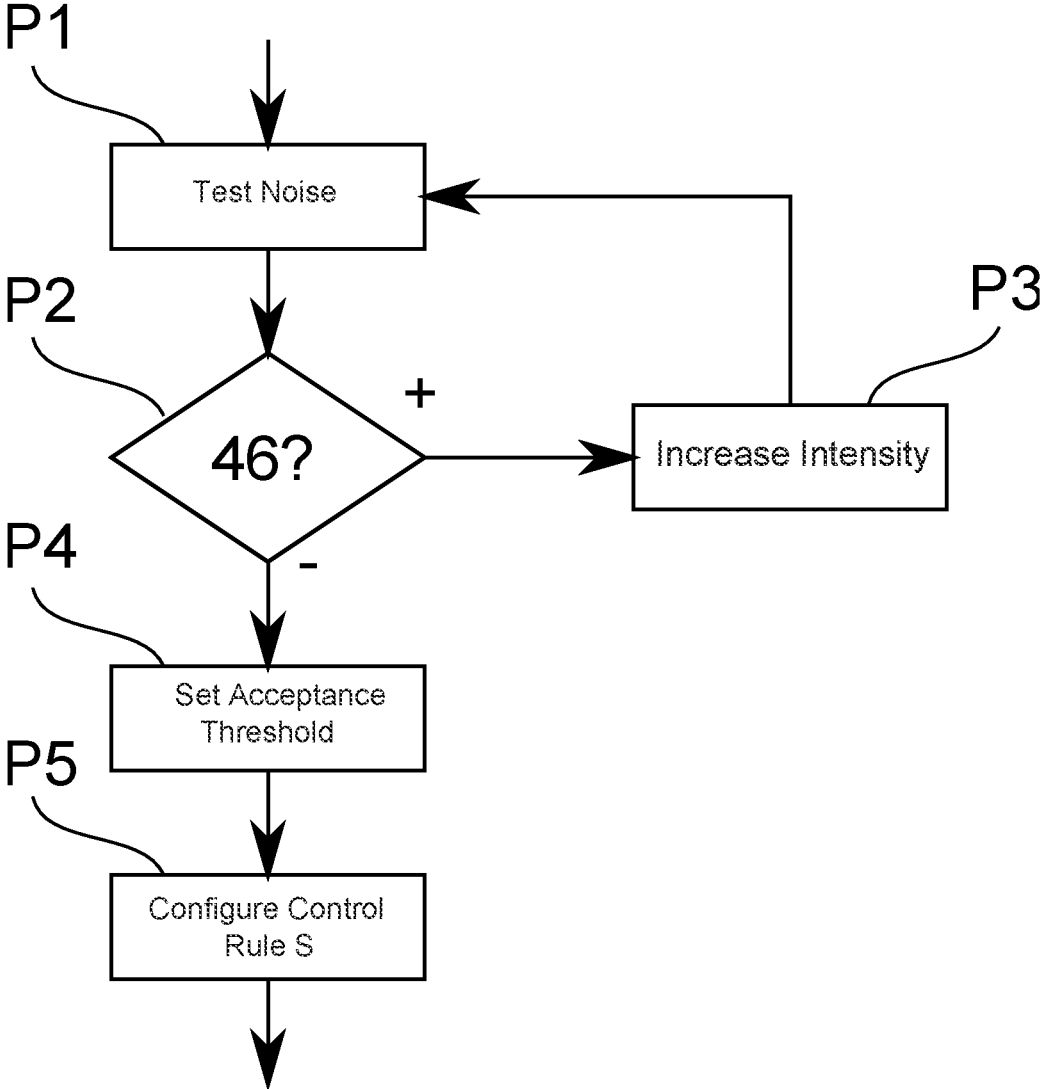 P1
Test Noise
P2
P3
+
46?
Increase Intensity
-
P4
Set Acceptance
Threshold
P5
Configure Control
Rule S